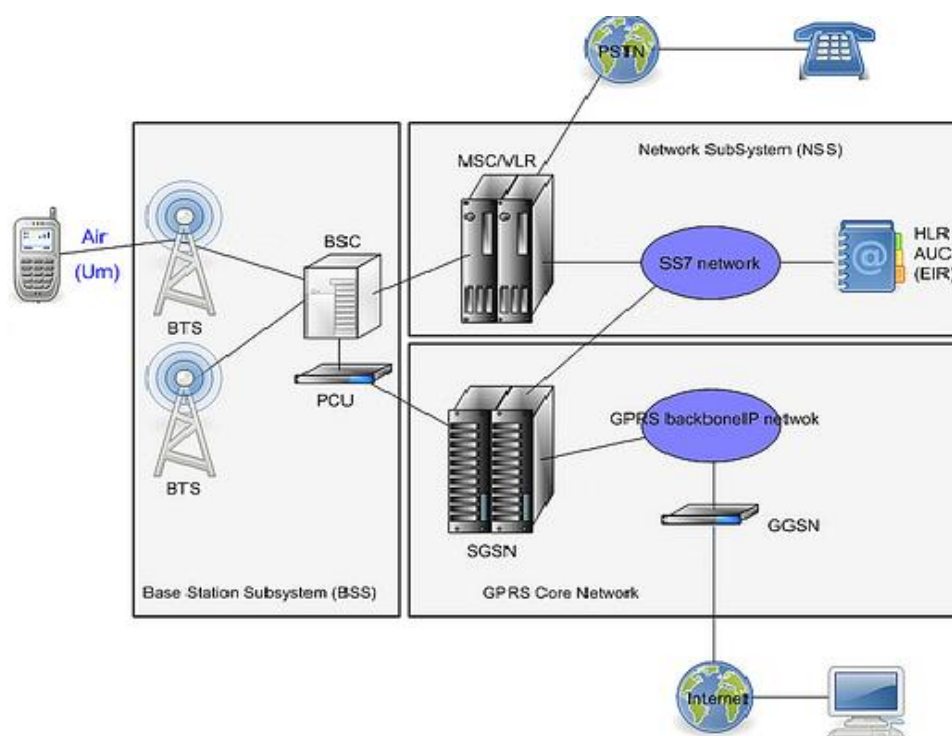 PSTN
MSC/VLR
Network SubSystem (NSS)
Air
(Um)
BSC
HLR
AUC
(EIR)
SS7 network
BTS
PCU
GPRS backboneIP netwok
BTS
SGSN
GGSN
Base Station Subsystem (BSS)
GPRS Core Network
Internet